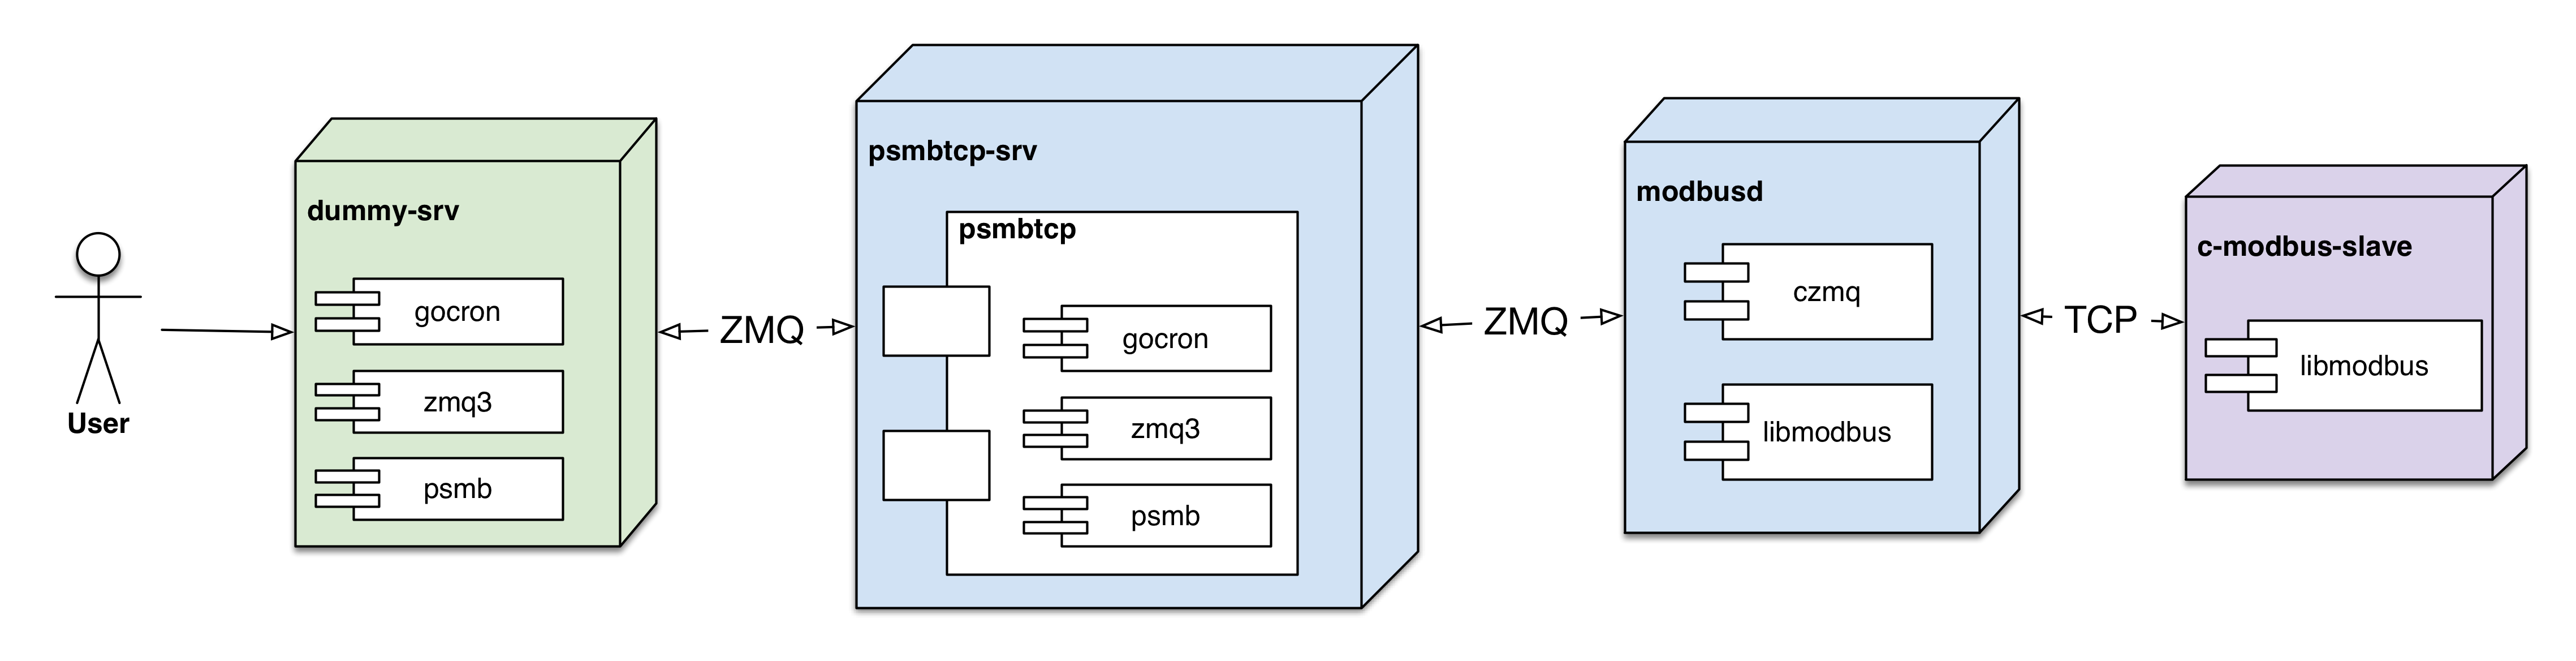 User
dummy-srv
gocron
zmq3
psmb
ZMQ
psmbtcp-srv
psmbtcp
gocron
zmq3
psmb
ZMQ
modbusd
czmq
libmodbus
TCP
c-modbus-slave
libmodbus